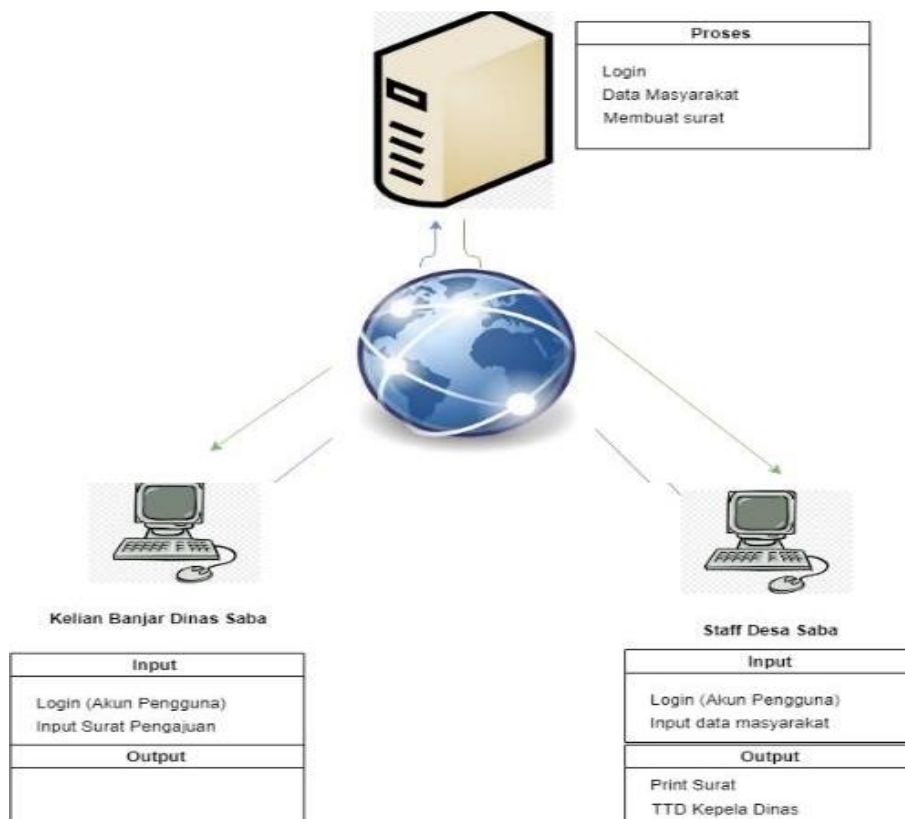 Proses
Login
Data Masyarakat
Membuat surat
Kelian Banjar Dinas Saba
Input
Login (Akun Pengguna)
Input Surat Pengajuan
Output
Staff Desa Saba
Input
Login (Akun Pengguna)
Input data masyarakat
Output
Print Surat
TTD Kepela Dinas